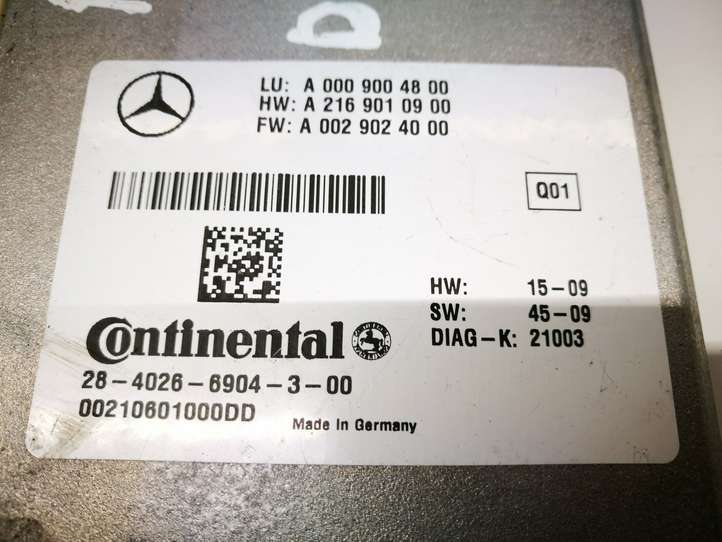 LU: A 000 900 48 00
HW: A 216 901 09 00
FW: A 002 902 40 00
Q01
HW: 15-09
SW: 45-09
DIAG-K: 21003
Continental
28-4026-6904-3-00
00210601000DD
Made in Germany